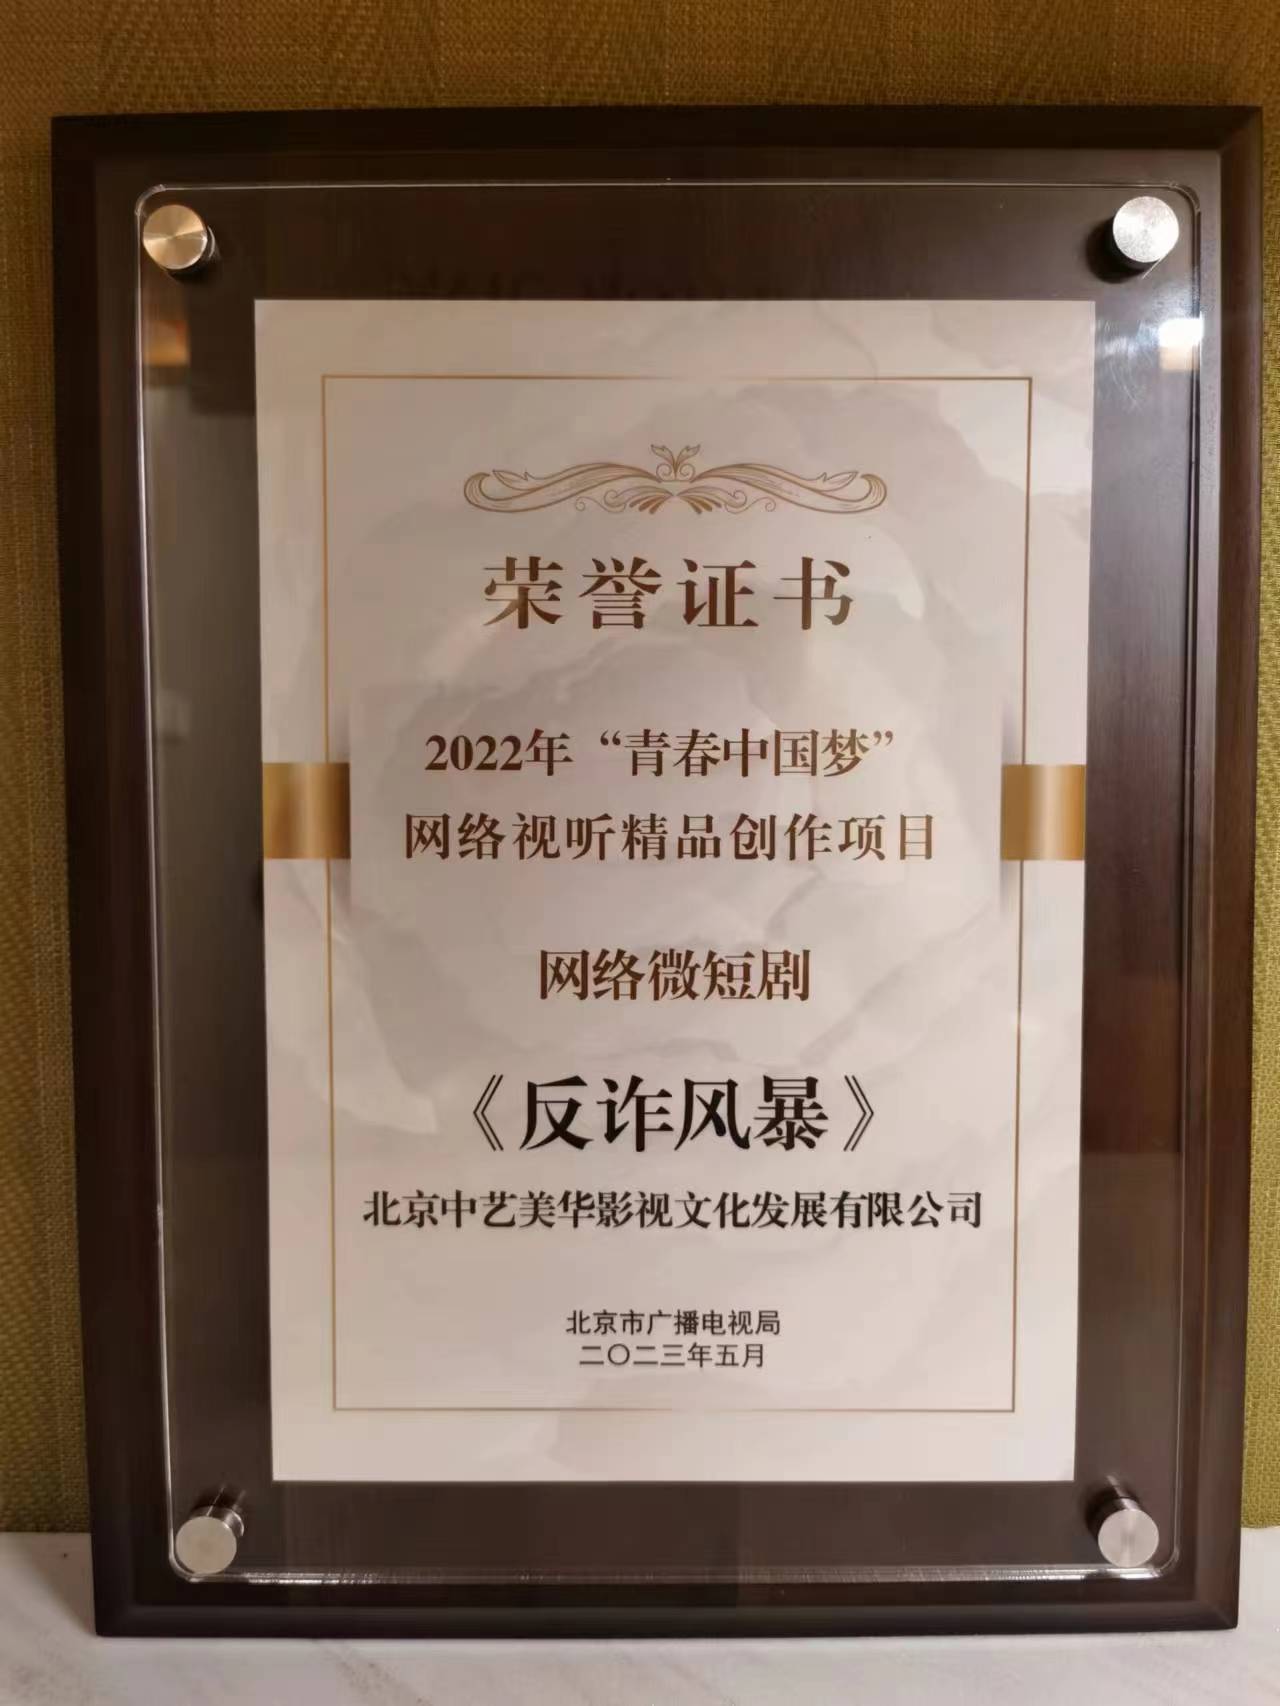 荣誉证书
2022年“青春中国梦”
网络视听精品创作项目
网络微短剧
《反诈风暴》
北京中艺美华影视文化发展有限公司
北京市广播电视局
二〇二三年五月